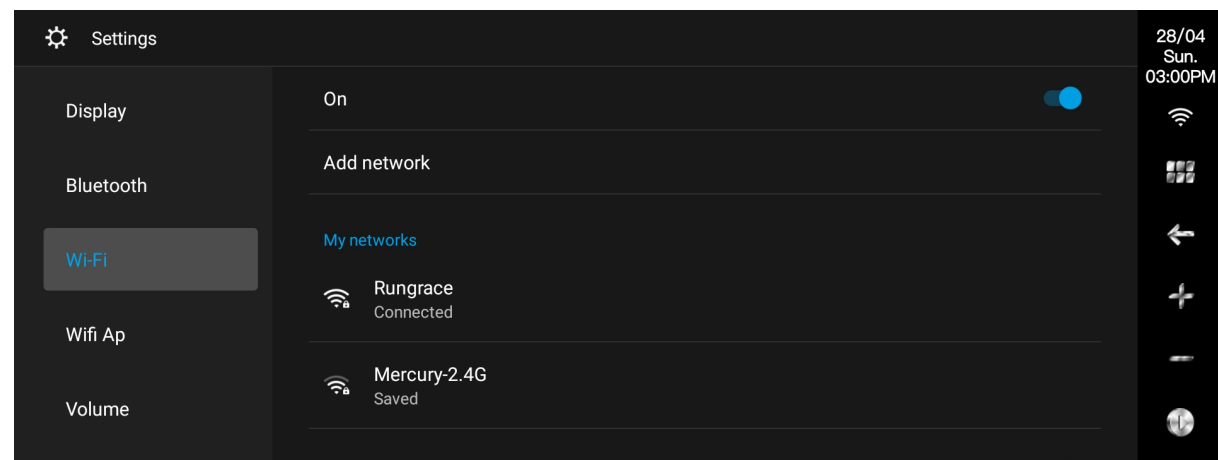 Settings
28/04
Sun.
03:00PM
Display
Bluetooth
Wi-Fi
Wifi Ap
Volume
On
Add network
My networks
Rungrace
Connected
Mercury-2.4G
Saved